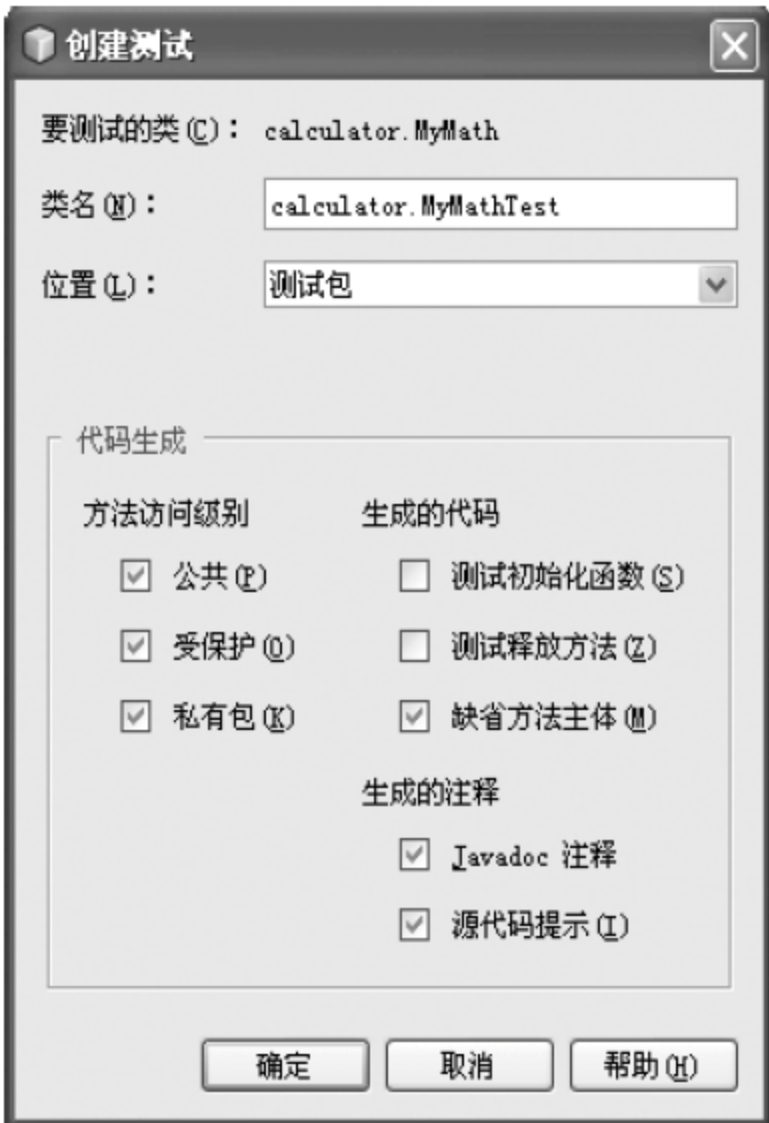 创建测试
要测试的类(C)： calculator.MyMath
类名(N)： calculator.MyMathTest
位置(L)： 测试包
代码生成
方法访问级别
公共(P)
受保护(O)
私有包(K)
生成的代码
测试初始化函数(S)
测试释放方法(Z)
缺省方法主体(M)
生成的注释
Javadoc 注释
源代码提示(I)
确定 取消 帮助(H)